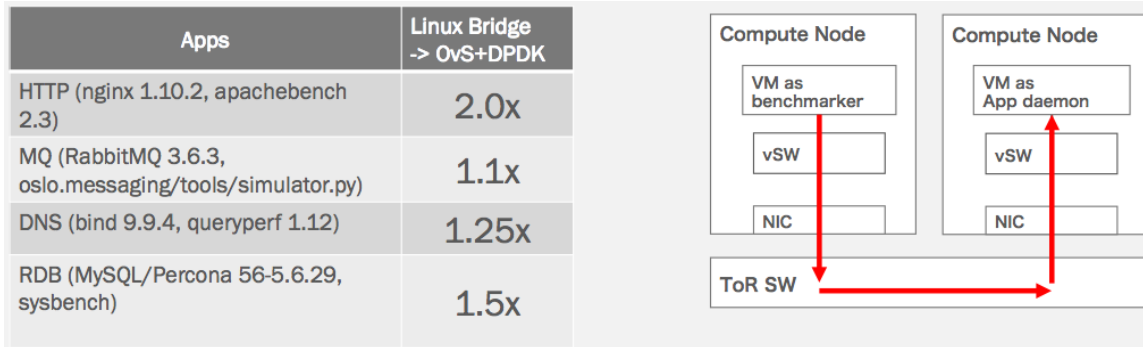 Apps
Linux Bridge
-> OvS+DPDK
HTTP (nginx 1.10.2, apachebench
2.3)
2.0x
MQ (RabbitMQ 3.6.3,
oslo.messaging/tools/simulator.py)
1.1x
DNS (bind 9.9.4, queryperf 1.12)
1.25x
RDB (MySQL/Percona 56-5.6.29,
sysbench)
1.5x
Compute Node
VM as
benchmarker
vSW
NIC
Compute Node
VM as
App daemon
vSW
NIC
ToR SW